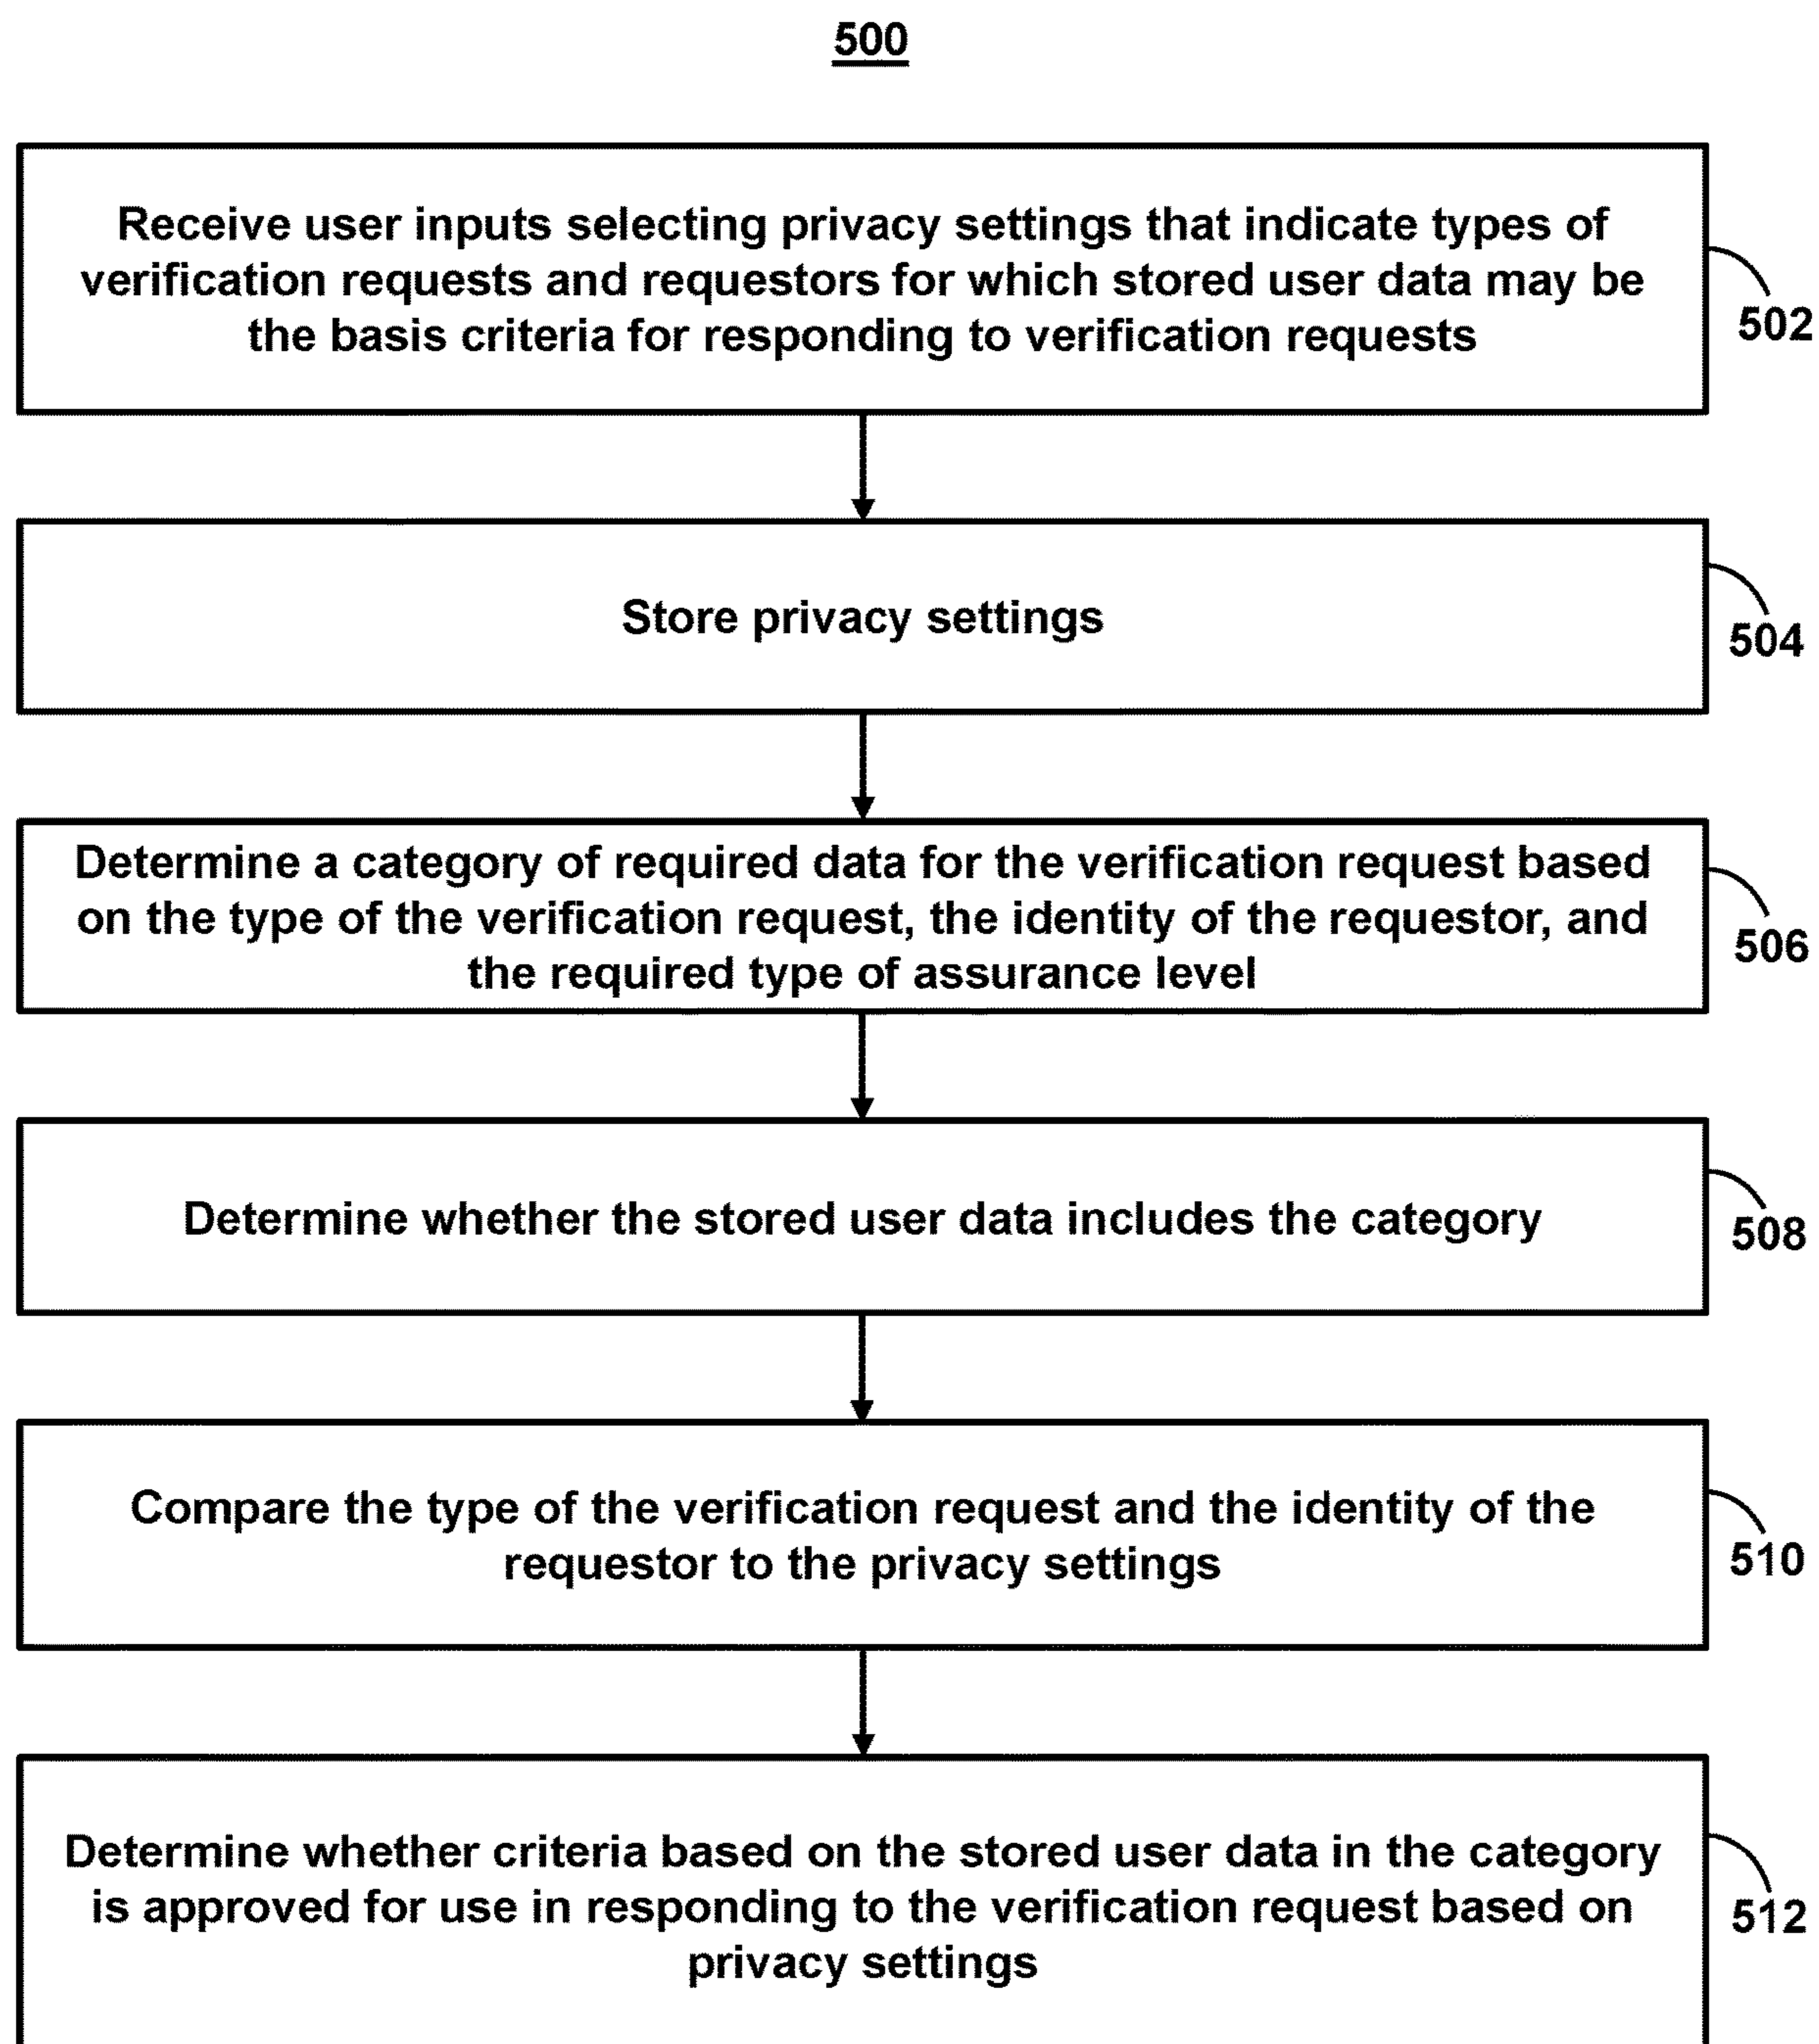 500
Receive user inputs selecting privacy settings that indicate types of
verification requests and requestors for which stored user data may be
the basis criteria for responding to verification requests
502
Store privacy settings
504
Determine a category of required data for the verification request based
on the type of the verification request, the identity of the requestor, and
the required type of assurance level
506
Determine whether the stored user data includes the category
508
Compare the type of the verification request and the identity of the
requestor to the privacy settings
510
Determine whether criteria based on the stored user data in the category
is approved for use in responding to the verification request based on
privacy settings
512